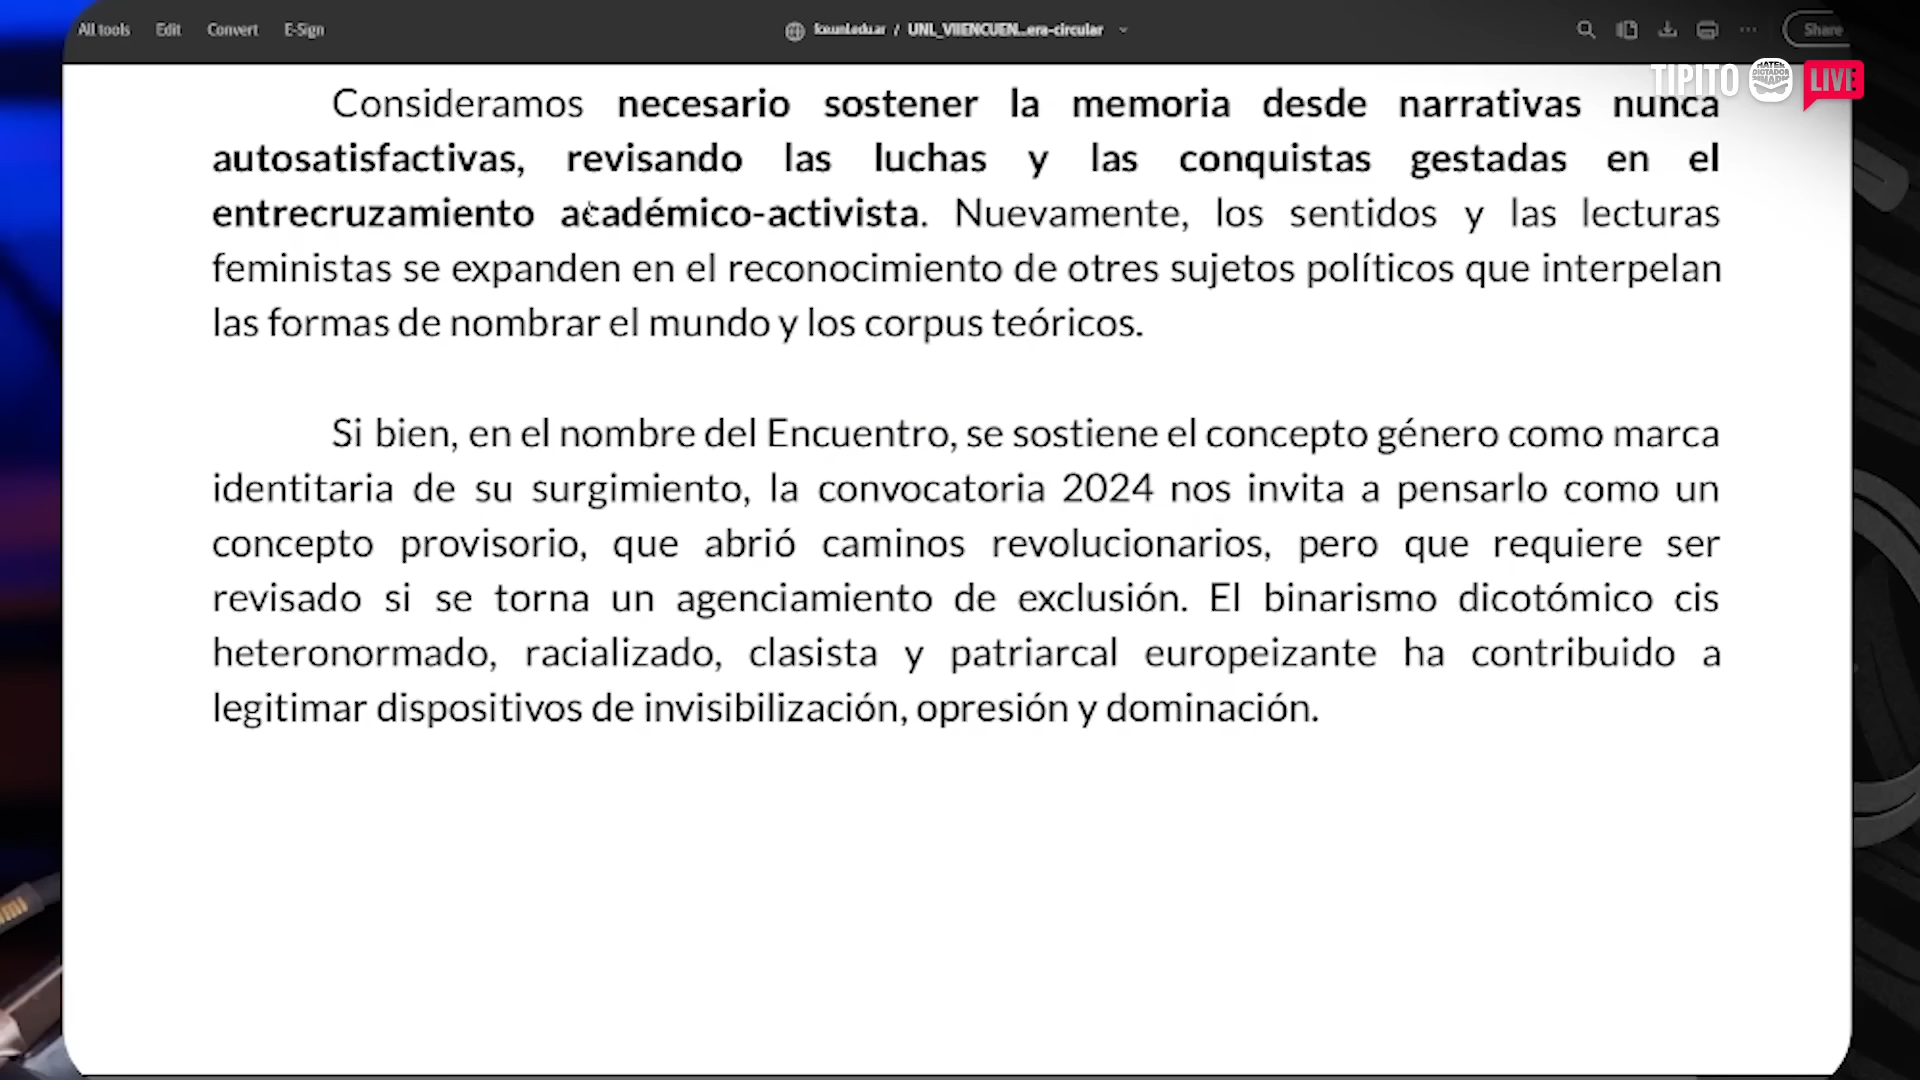 All tools Edit Convert E-Sign
UNL_VIIENCUEN...era-circular
Share
TIPITO LIVE
Consideramos necesario sostener la memoria desde narrativas nunca
autosatisfactivas, revisando las luchas y las conquistas gestadas en el
entrecruzamiento académico-activista. Nuevamente, los sentidos y las lecturas
feministas se expanden en el reconocimiento de otres sujetos políticos que interpelan
las formas de nombrar el mundo y los corpus teóricos.
Si bien, en el nombre del Encuentro, se sostiene el concepto género como marca
identitaria de su surgimiento, la convocatoria 2024 nos invita a pensarlo como un
concepto provisorio, que abrió caminos revolucionarios, pero que requiere ser
revisado si se torna un agenciamiento de exclusión. El binarismo dicotómico cis
heteronormado, racializado, clasista y patriarcal europeizante ha contribuido a
legitimar dispositivos de invisibilización, opresión y dominación.